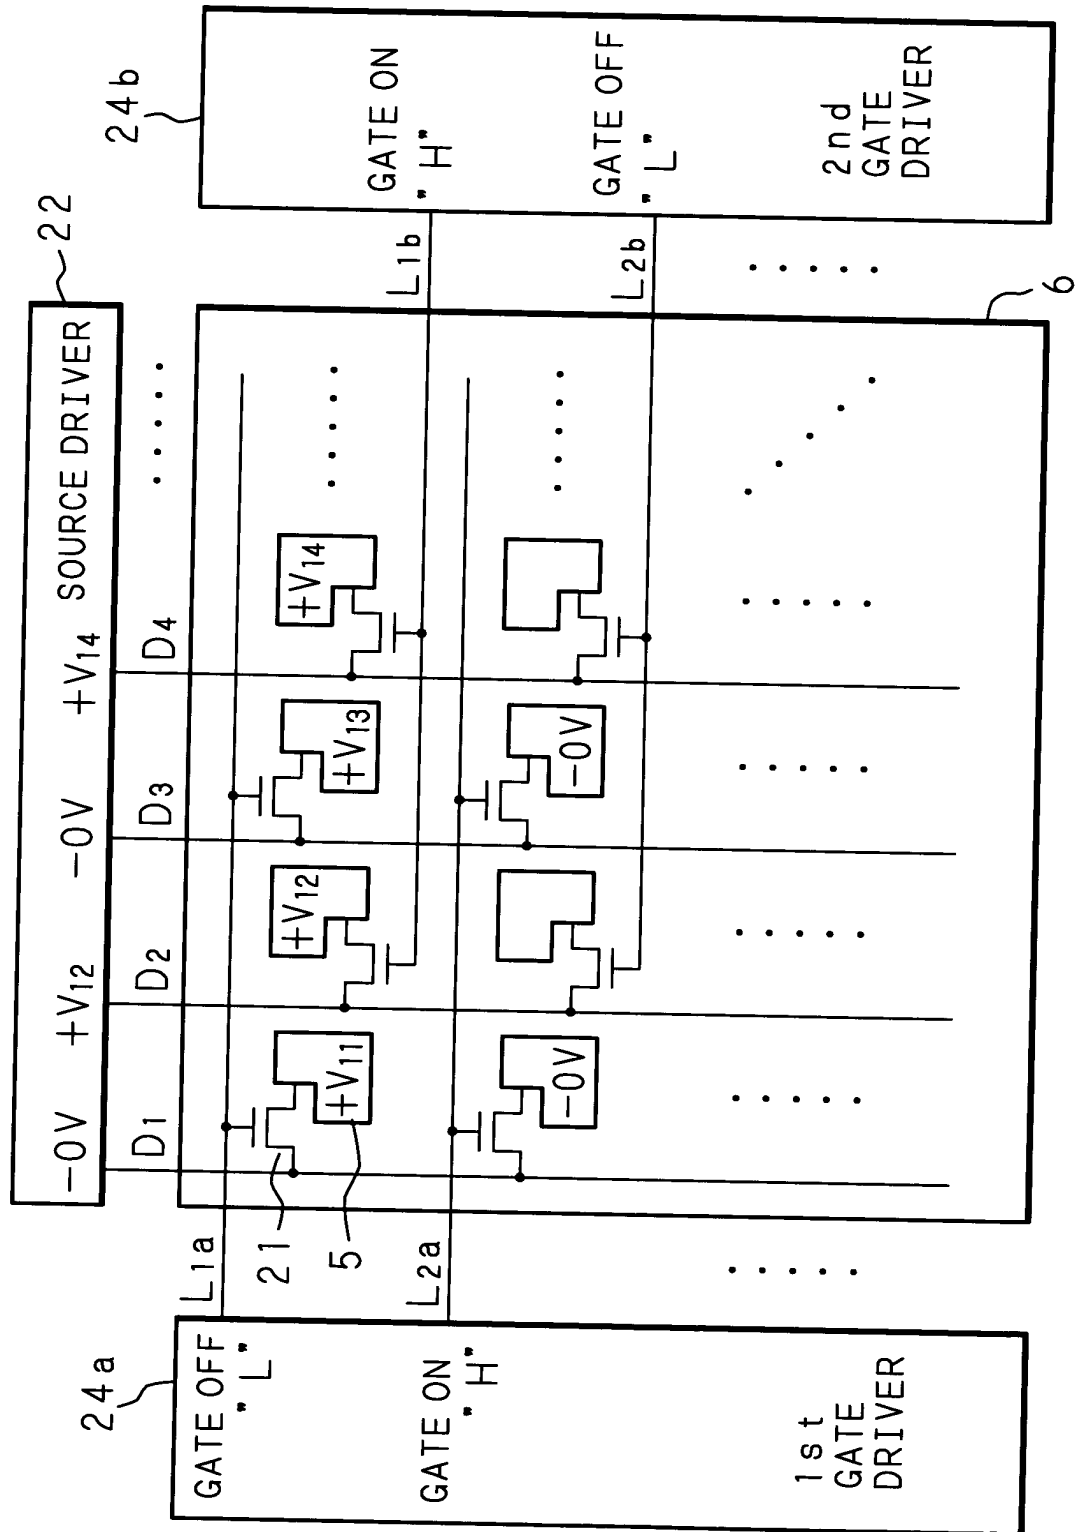 22
SOURCE DRIVER
-0V +V12 -0V +V14
D1 D2 D3 D4
24a
GATE OFF
"L"
GATE ON
"H"
1st
GATE
DRIVER
L1a
L2a
21
5
+V11 +V12 +V13 +V14
-0V -0V
L1b
L2b
24b
GATE ON
"H"
GATE OFF
"L"
2nd
GATE
DRIVER
6